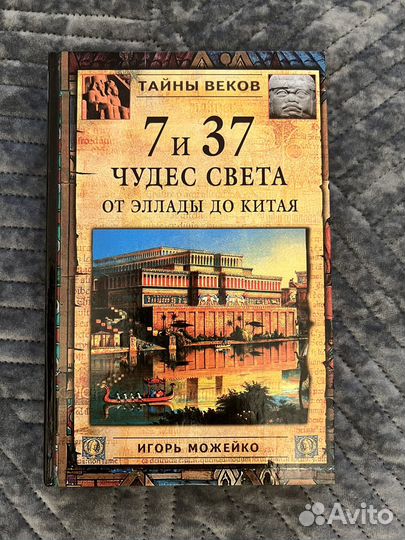 ТАЙНЫ ВЕКОВ
7 и 37
ЧУДЕС СВЕТА
ОТ ЭЛЛАДЫ ДО КИТАЯ
ИГОРЬ МОЖЕЙКО
Avito